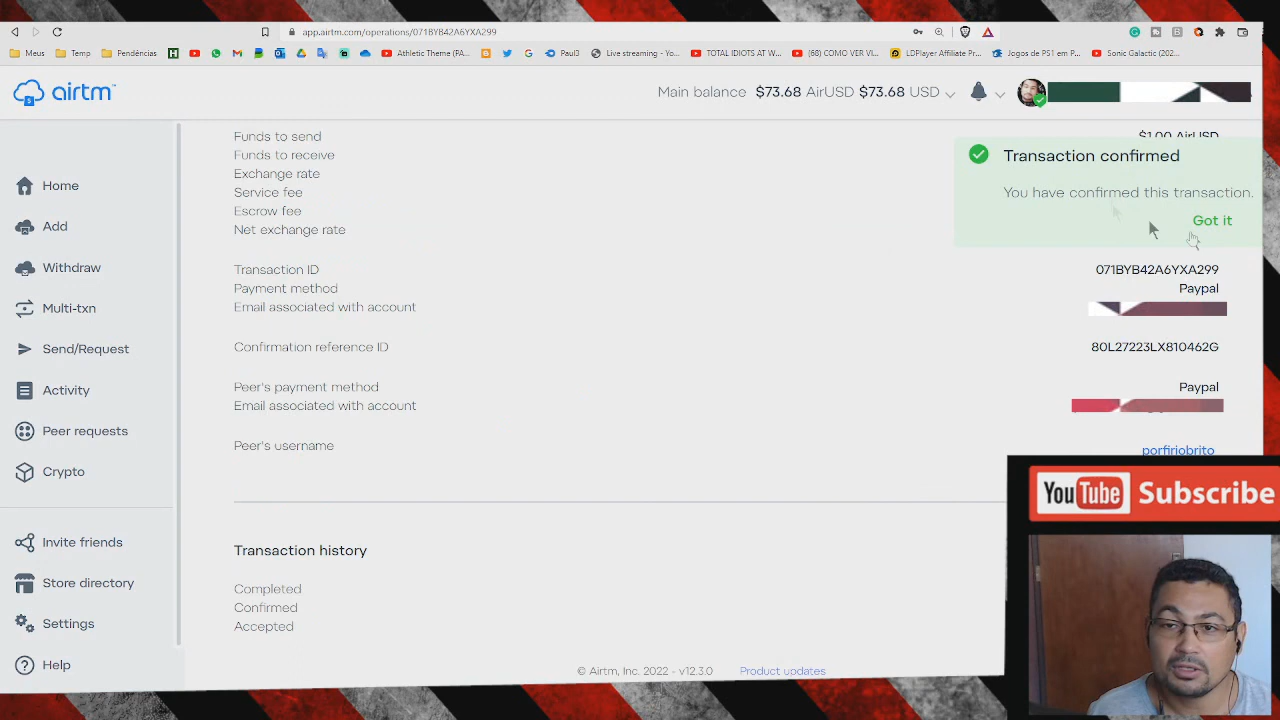 app.airtm.com/operations/071BYB42A6YXA299
Meus Temp Pendências Athletic Theme (PA... Paul3 Live streaming - Yo... TOTAL IDIOTS AT W... (68) COMO VER VI... LDPlayer Affiliate Pr... Jogos de PS1 em P... Sonic Galactic (202...
airtm™
Main balance $73.68 AirUSD $73.68 USD
Funds to send $1.00 AirUSD
Funds to receive
Exchange rate
Service fee
Escrow fee
Net exchange rate
Transaction confirmed
You have confirmed this transaction.
Got it
Home
Add
Withdraw
Multi-txn
Send/Request
Activity
Peer requests
Crypto
Invite friends
Store directory
Settings
Help
Transaction ID 071BYB42A6YXA299
Payment method Paypal
Email associated with account
Confirmation reference ID 80L27223LX810462G
Peer's payment method Paypal
Email associated with account
Peer's username porfiriobrito
Transaction history
Completed
Confirmed
Accepted
© Airtm, Inc. 2022 - v12.3.0 Product updates
YouTube Subscribe